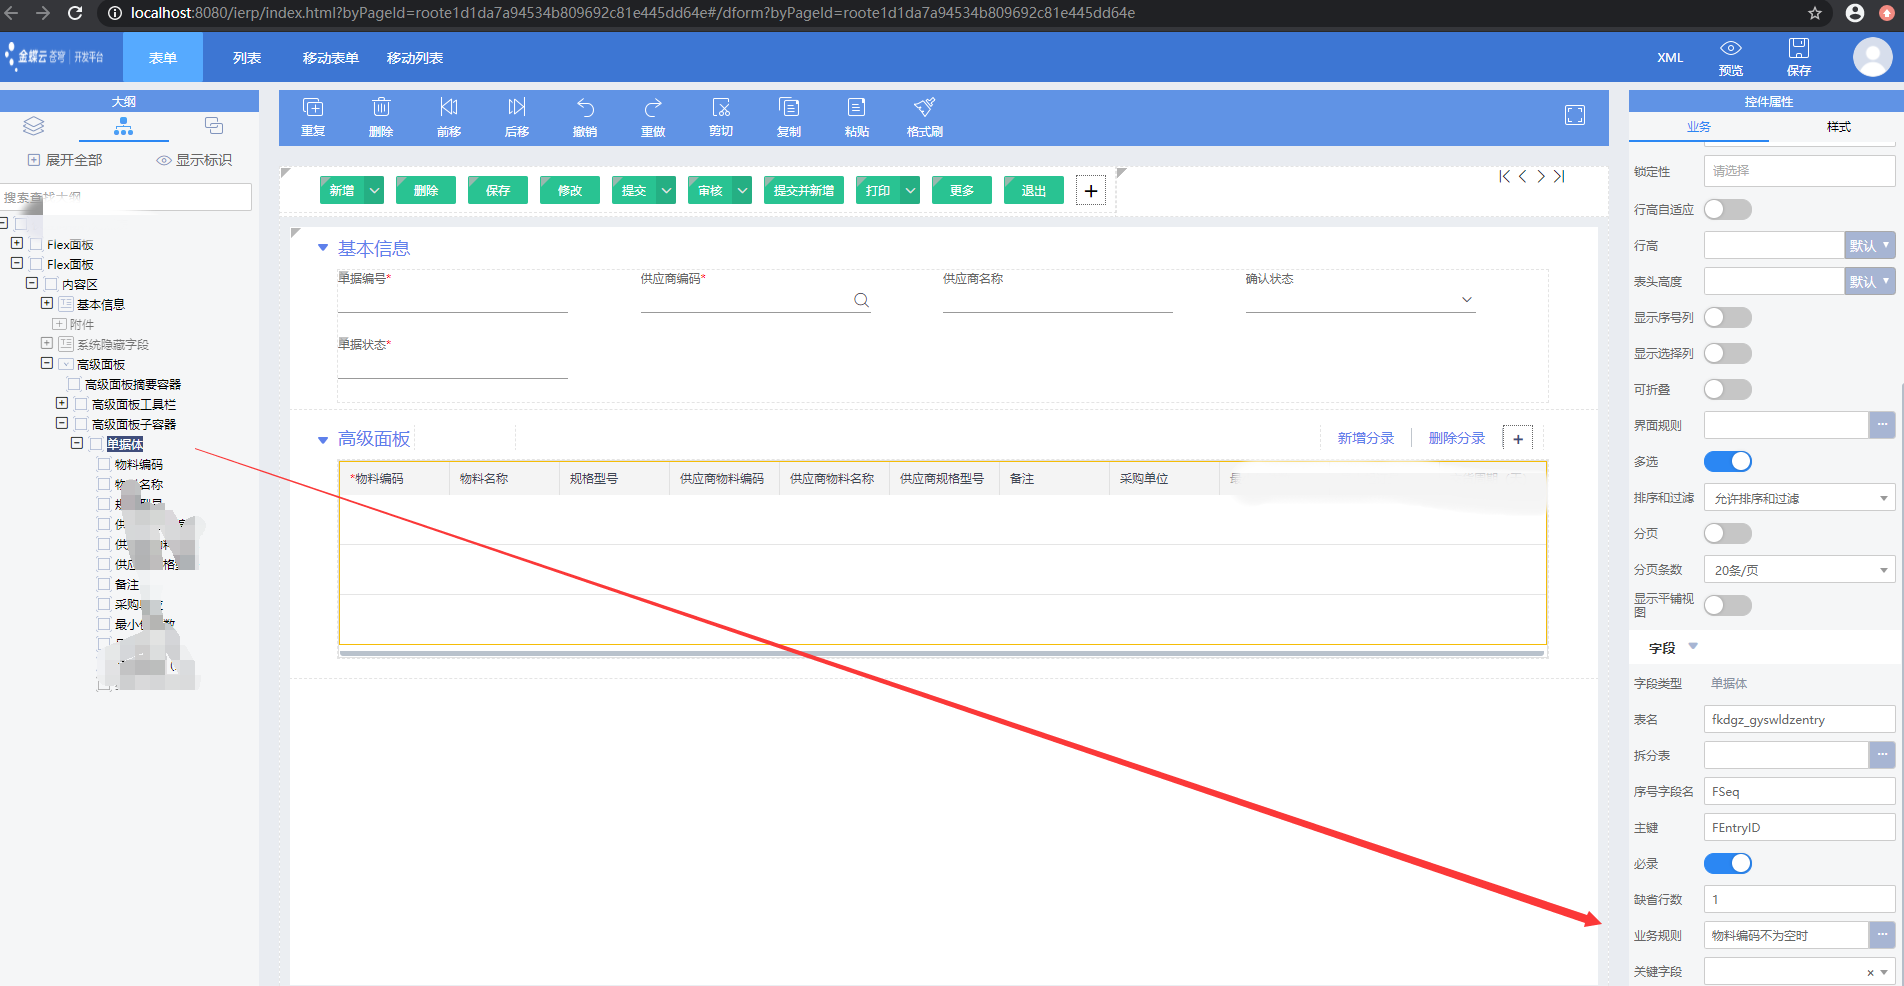 localhost:8080/ierp/index.html?byPageId=roote1d1da7a94534b809692c81e445dd64e#/dform?byPageId=roote1d1da7a94534b809692c81e445dd64e
金蝶云 苍穹 | 开发平台
表单 列表 移动表单 移动列表
XML 预览 保存
大纲
展开全部 显示标识
搜索查找大纲
Flex面板
Flex面板
内容区
基本信息
附件
系统隐藏字段
高级面板
高级面板摘要容器
高级面板工具栏
高级面板子容器
单据体
物料编码
物料名称
供
供
供应 格
备注
采购单位
最小 数
重复 删除 前移 后移 撤销 重做 剪切 复制 粘贴 格式刷
新增 删除 保存 修改 提交 审核 提交并新增 打印 更多 退出 +
基本信息
单据编号* 供应商编码* 供应商名称 确认状态
单据状态*
高级面板
新增分录 删除分录 +
*物料编码 物料名称 规格型号 供应商物料编码 供应商物料名称 供应商规格型号 备注 采购单位
控件属性
业务 样式
锁定性 请选择
行高自适应
行高 默认
表头高度 默认
显示序号列
显示选择列
可折叠
界面规则 ...
多选
排序和过滤 允许排序和过滤
分页
分页条数 20条/页
显示平铺视图
字段
字段类型 单据体
表名 fkdgz_gyswldzentry
拆分表 ...
序号字段名 FSeq
主键 FEntryID
必录
缺省行数 1
业务规则 物料编码不为空时 ...
关键字段 ×